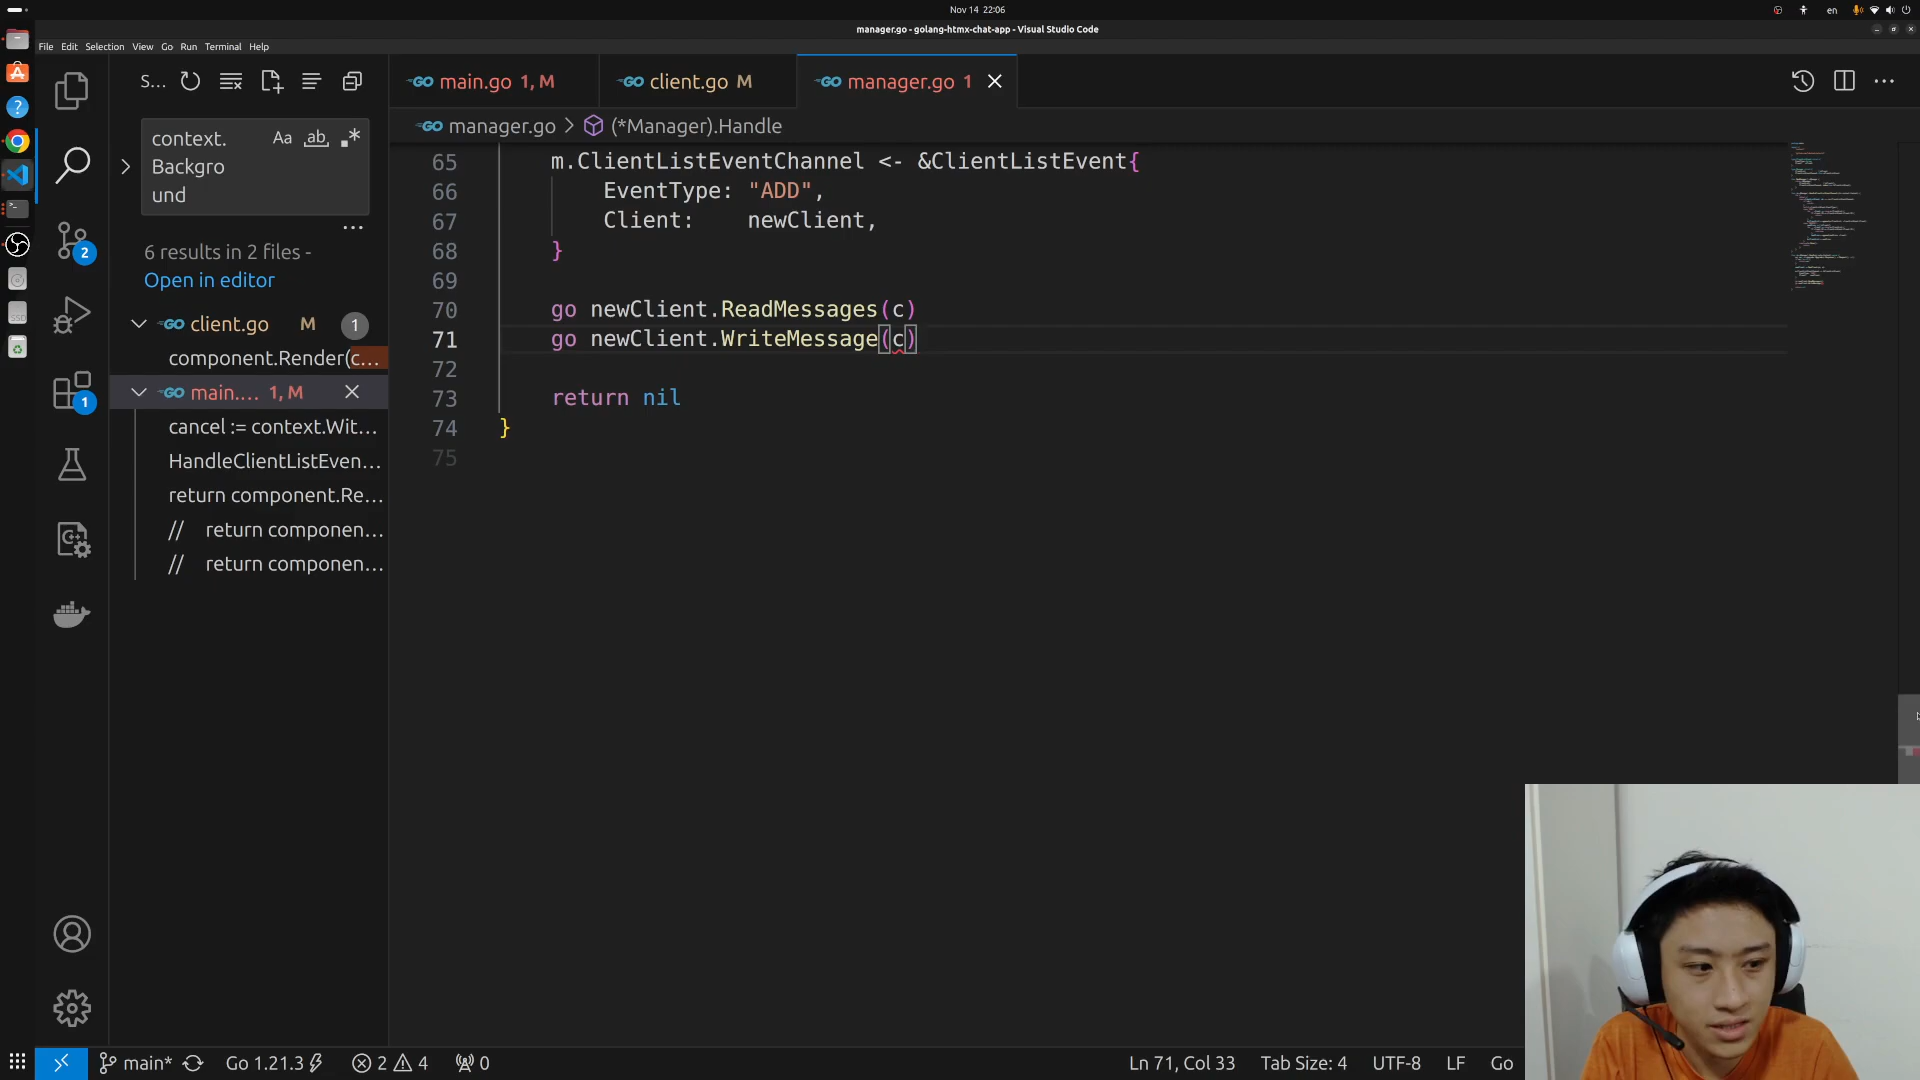 Nov 14 22:06
en
manager.go - golang-htmx-chat-app - Visual Studio Code
File Edit Selection View Go Run Terminal Help
S...
main.go 1, M
client.go M
manager.go 1
context.
Backgro
und
Aa ab
manager.go > (*Manager).Handle
6 results in 2 files -
Open in editor
client.go M 1
component.Render(c...
main.... 1, M
cancel := context.Wit...
HandleClientListEven...
return component.Re...
// return componen...
// return componen...
2
1
65 m.ClientListEventChannel <- &ClientListEvent{
66 EventType: "ADD",
67 Client: newClient,
68 }
69
70 go newClient.ReadMessages(c)
71 go newClient.WriteMessage(c)
72
73 return nil
74 }
75
main* Go 1.21.3 2 4 0
Ln 71, Col 33 Tab Size: 4 UTF-8 LF Go